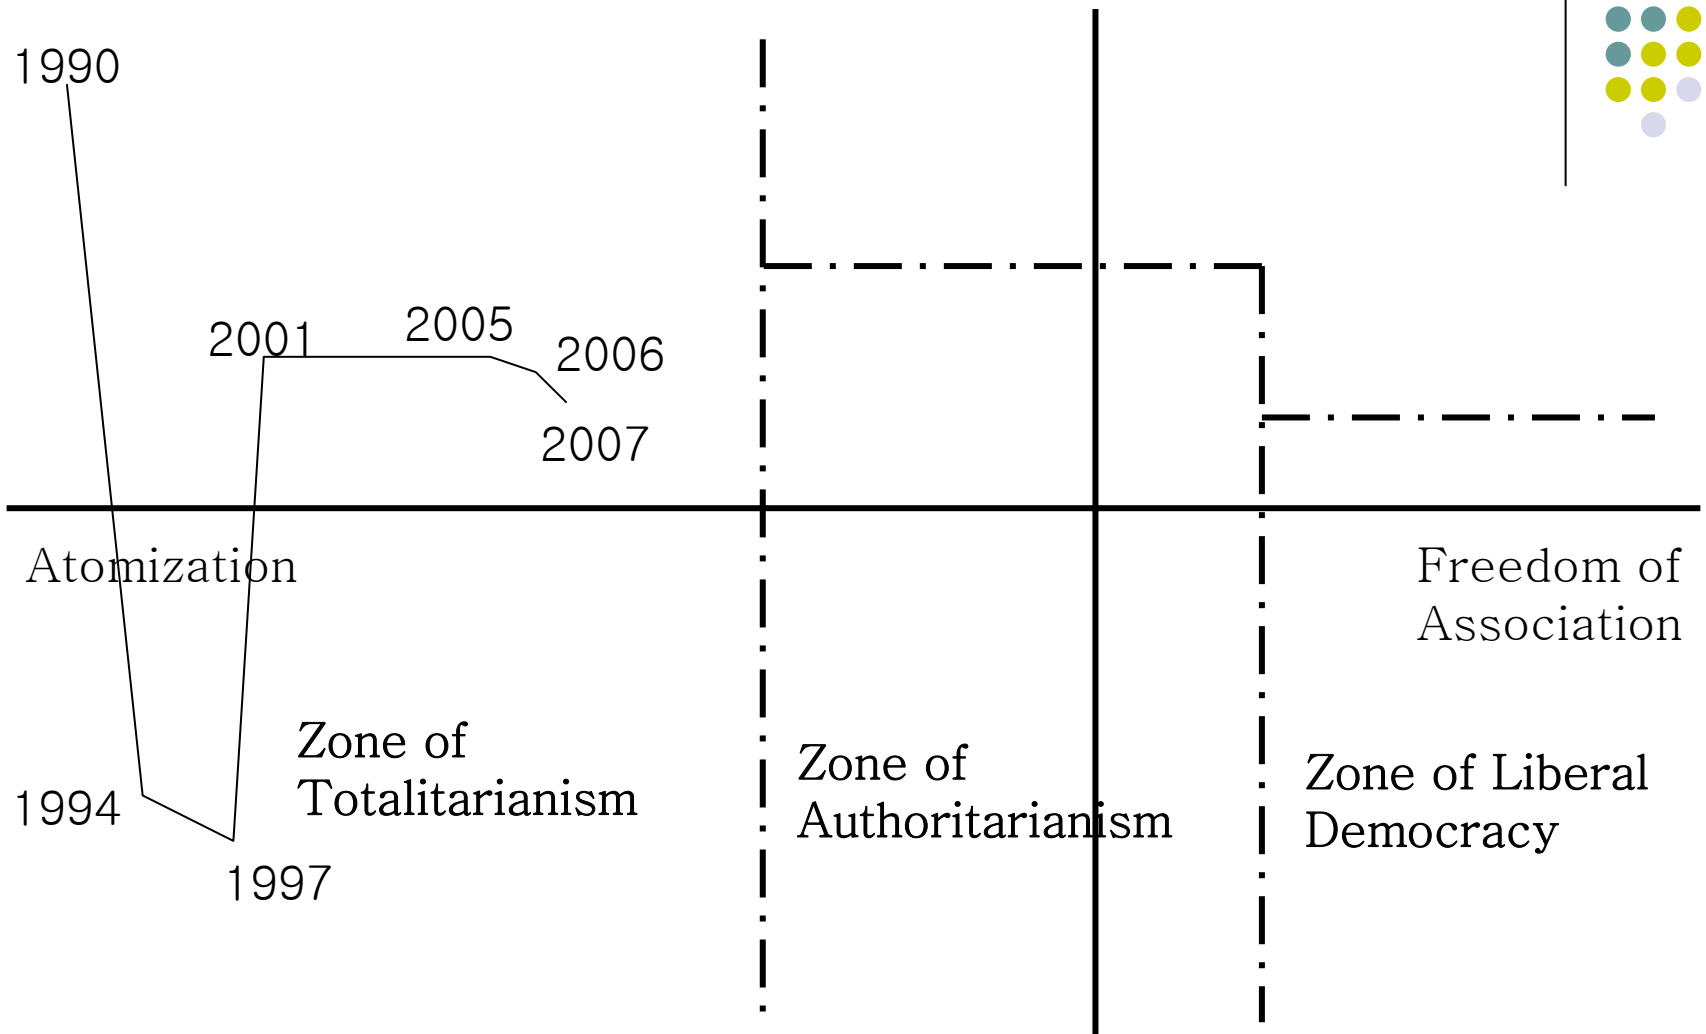 1990
2001
2005
2006
2007
Atomization
Freedom of
Association
Zone of
Totalitarianism
Zone of
Authoritarianism
Zone of Liberal
Democracy
1994
1997